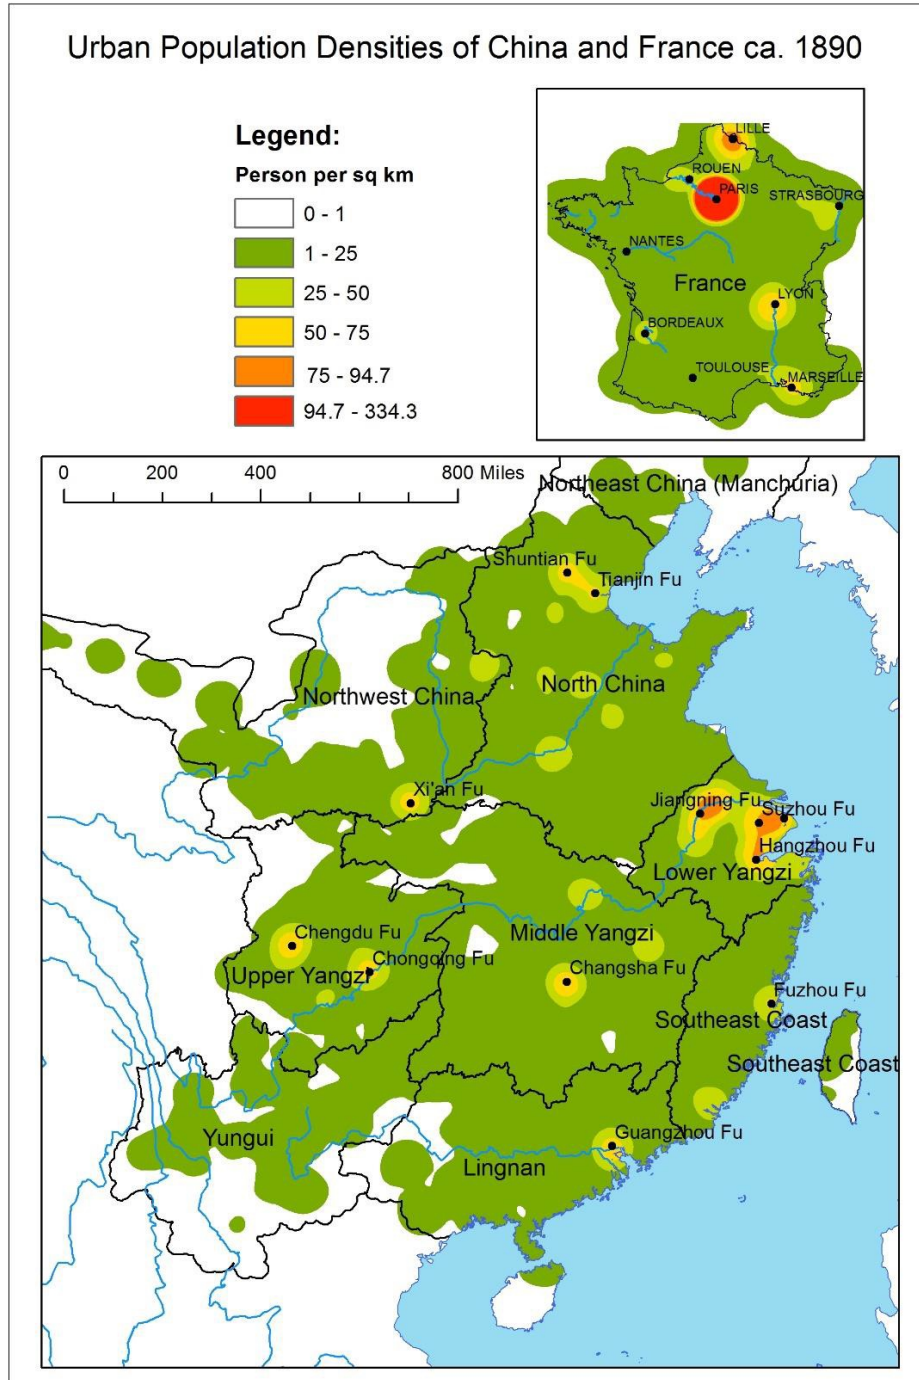 Urban Population Densities of China and France ca. 1890
Legend:
Person per sq km
0 - 1
1 - 25
25 - 50
50 - 75
75 - 94.7
94.7 - 334.3
LILLE
ROUEN
PARIS
STRASBOURG
NANTES
France
LYON
BORDEAUX
TOULOUSE
MARSEILLE
0 200 400 800 Miles
Northeast China (Manchuria)
Shuntian Fu
Tianjin Fu
Northwest China
North China
Xi'an Fu
Jiangning Fu
Suzhou Fu
Hangzhou Fu
Lower Yangzi
Chengdu Fu
Middle Yangzi
Chongqing Fu
Upper Yangzi
Changsha Fu
Fuzhou Fu
Southeast Coast
Southeast Coast
Yungui
Guangzhou Fu
Lingnan